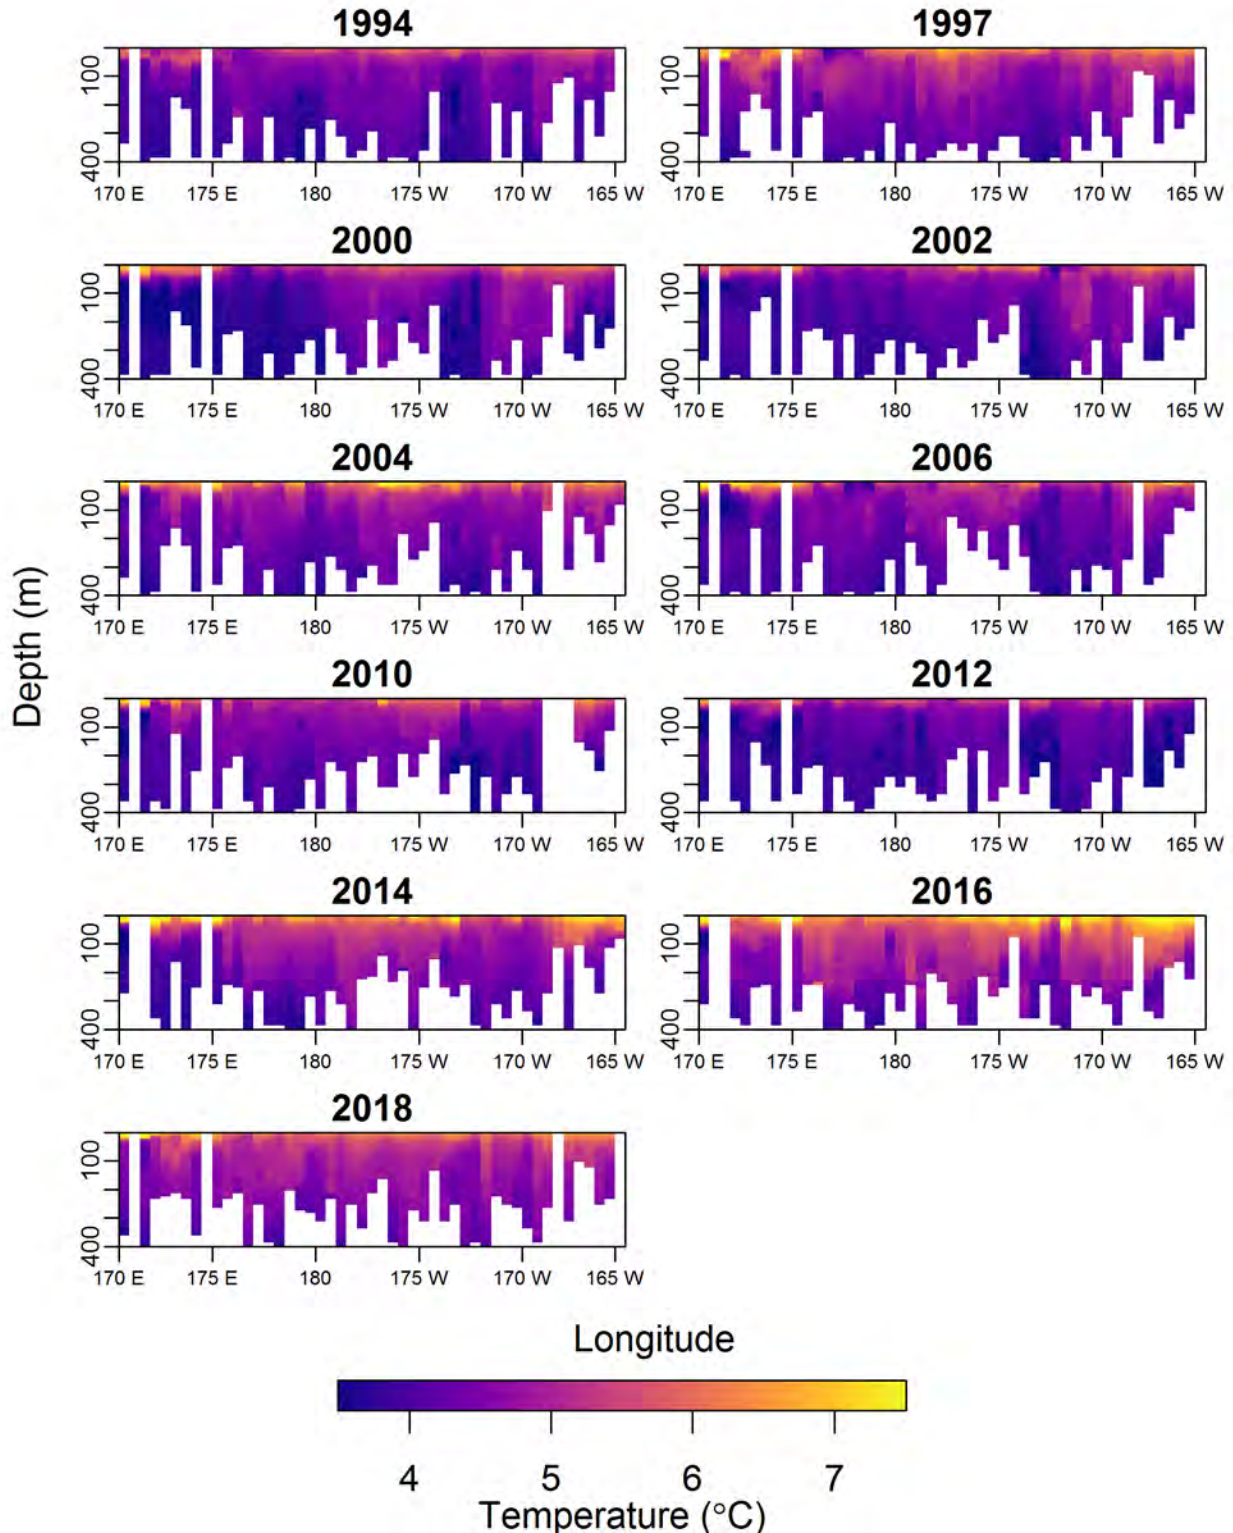 1994 1997
100 100
400 400
170 E 175 E 180 175 W 170 W 165 W 170 E 175 E 180 175 W 170 W 165 W
2000 2002
100 100
400 400
170 E 175 E 180 175 W 170 W 165 W 170 E 175 E 180 175 W 170 W 165 W
2004 2006
100 100
400 400
170 E 175 E 180 175 W 170 W 165 W 170 E 175 E 180 175 W 170 W 165 W
Depth (m)
2010 2012
100 100
400 400
170 E 175 E 180 175 W 170 W 165 W 170 E 175 E 180 175 W 170 W 165 W
2014 2016
100 100
400 400
170 E 175 E 180 175 W 170 W 165 W 170 E 175 E 180 175 W 170 W 165 W
2018
100
400
170 E 175 E 180 175 W 170 W 165 W
Longitude
4 5 6 7
Temperature (°C)